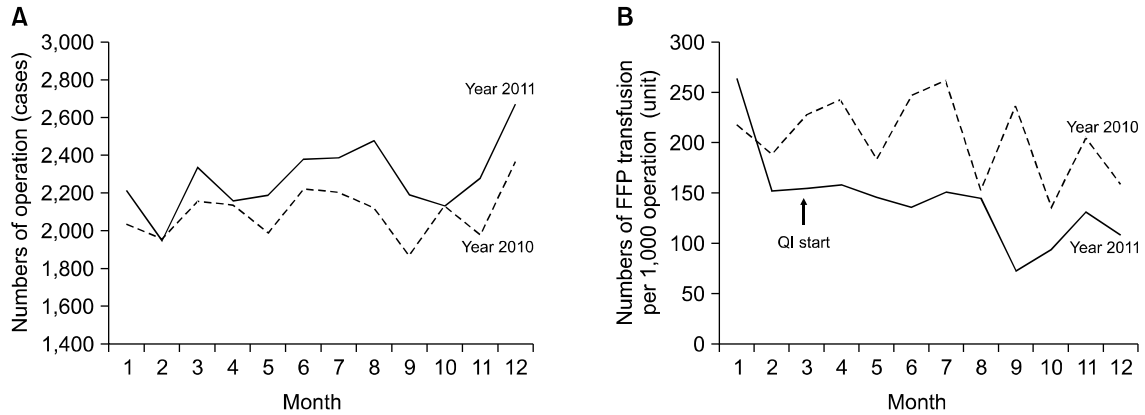 A
Numbers of operation (cases)
3,000
2,800
2,600
2,400
2,200
2,000
1,800
1,600
1,400
Year 2011
Year 2010
1 2 3 4 5 6 7 8 9 10 11 12
Month
B
Numbers of FFP transfusion
per 1,000 operation (unit)
300
250
200
150
100
50
0
Year 2010
QI start
Year 2011
1 2 3 4 5 6 7 8 9 10 11 12
Month